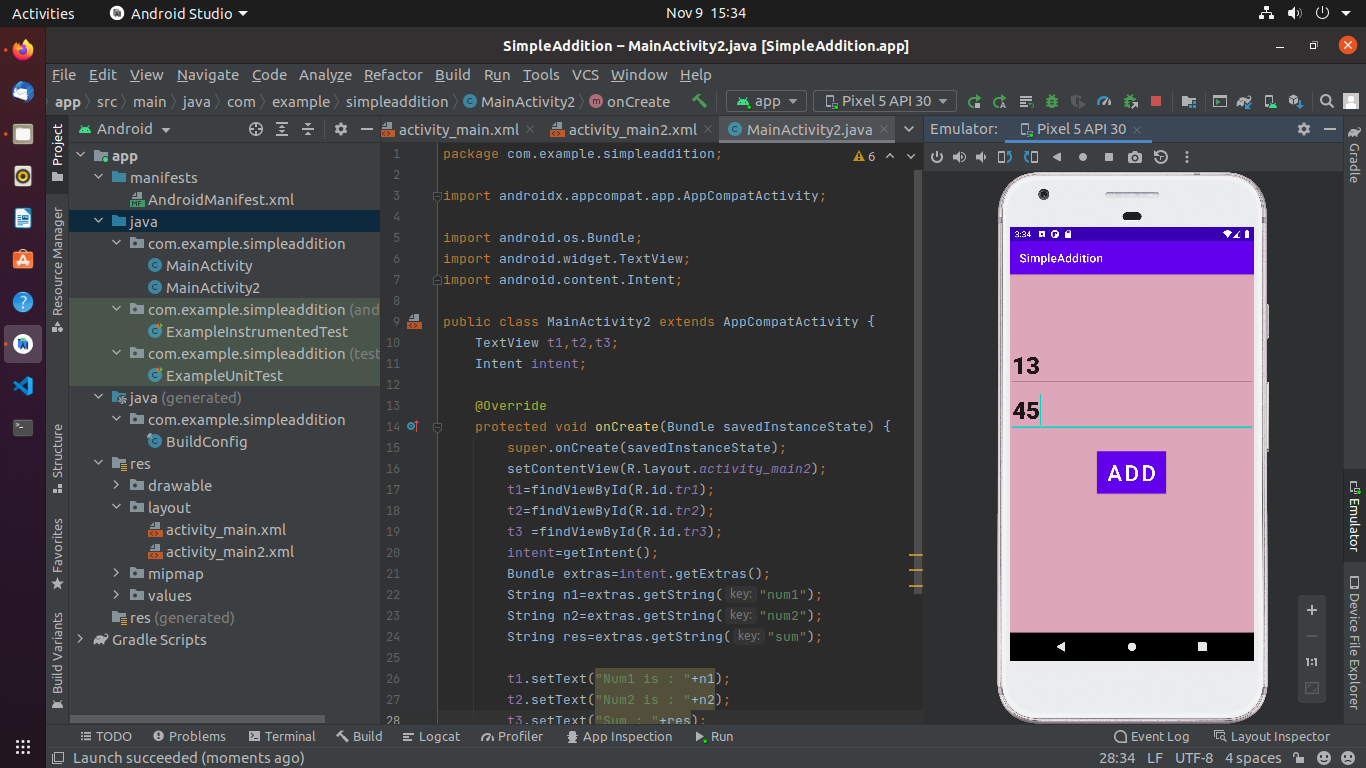 Activities Android Studio Nov 9 15:34
SimpleAddition – MainActivity2.java [SimpleAddition.app]
File Edit View Navigate Code Analyze Refactor Build Run Tools VCS Window Help
app src main java com example simpleaddition MainActivity2 onCreate app Pixel 5 API 30
Project
Resource Manager
Structure
Favorites
Build Variants
Android
app
manifests
AndroidManifest.xml
java
com.example.simpleaddition
MainActivity
MainActivity2
com.example.simpleaddition (and
ExampleInstrumentedTest
com.example.simpleaddition (test
ExampleUnitTest
java (generated)
com.example.simpleaddition
BuildConfig
res
drawable
layout
activity_main.xml
activity_main2.xml
mipmap
values
res (generated)
Gradle Scripts
activity_main.xml activity_main2.xml MainActivity2.java
6
1 package com.example.simpleaddition;
2
3 import androidx.appcompat.app.AppCompatActivity;
4
5 import android.os.Bundle;
6 import android.widget.TextView;
7 import android.content.Intent;
8
9 public class MainActivity2 extends AppCompatActivity {
10 TextView t1,t2,t3;
11 Intent intent;
12
13 @Override
14 protected void onCreate(Bundle savedInstanceState) {
15 super.onCreate(savedInstanceState);
16 setContentView(R.layout.activity_main2);
17 t1=findViewById(R.id.tr1);
18 t2=findViewById(R.id.tr2);
19 t3 =findViewById(R.id.tr3);
20 intent=getIntent();
21 Bundle extras=intent.getExtras();
22 String n1=extras.getString( key: "num1");
23 String n2=extras.getString( key: "num2");
24 String res=extras.getString( key: "sum");
25
26 t1.setText("Num1 is : "+n1);
27 t2.setText("Num2 is : "+n2);
28 t3.setText("Sum : "+res);
Emulator: Pixel 5 API 30
3:34
SimpleAddition
13
45
ADD
1:1
Gradle
Emulator
Device File Explorer
TODO Problems Terminal Build Logcat Profiler App Inspection Run Event Log Layout Inspector
Launch succeeded (moments ago) 28:34 LF UTF-8 4 spaces